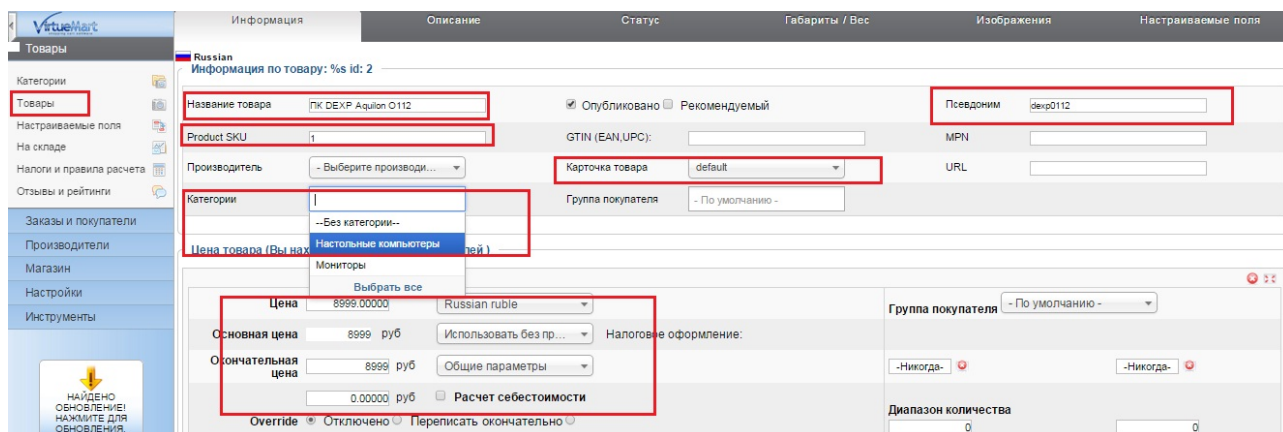 Информация Описание Статус Габариты / Вес Изображения Настраиваемые поля
VirtueMart
Товары
Russian
Информация по товару: %s id: 2
Категории
Товары
Название товара ПК DEXP Aquilon O112 Опубликовано Рекомендуемый Псевдоним dexp0112
Настраиваемые поля
Product SKU 1 GTIN (EAN,UPC): MPN
На складе
Налоги и правила расчета
Производитель - Выберите производи... Карточка товара default URL
Отзывы и рейтинги
Категории Группа покупателя - По умолчанию -
Заказы и покупатели
--Без категории--
Производители
Настольные компьютеры
Цена товара (Вы нах лей )
Магазин
Мониторы
Настройки
Выбрать все
Инструменты
Цена 8999.00000 Russian ruble Группа покупателя - По умолчанию -
Основная цена 8999 руб Использовать без пр... Налоговое оформление:
Окончательная цена 8999 руб Общие параметры -Никогда- -Никогда-
0.00000 руб Расчет себестоимости
НАЙДЕНО
ОБНОВЛЕНИЕ!
НАЖМИТЕ ДЛЯ
ОБНОВЛЕНИЯ.
Диапазон количества
Override Отключено Переписать окончательно
0 0